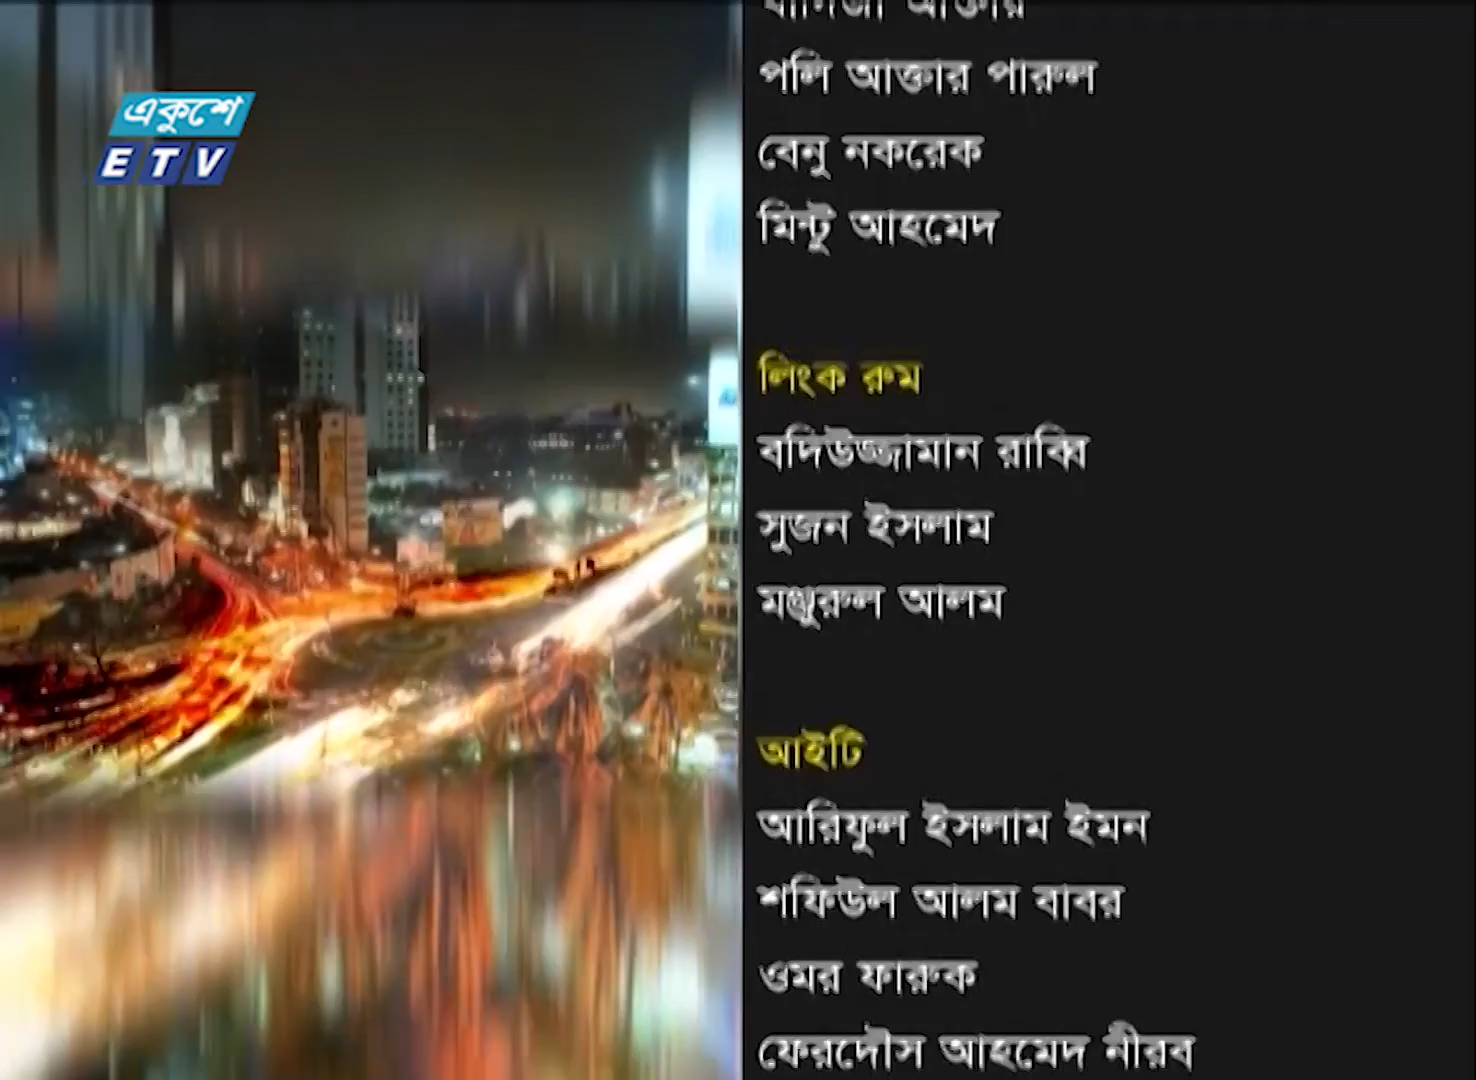 একুশে
ETV
আক্তার
পলি আক্তার পারুল
বেনু নকরেক
মিন্টু আহমেদ
লিংক রুম
বদিউজ্জামান রাব্বি
সুজন ইসলাম
মঞ্জুরুল আলম
আইটি
আরিফুল ইসলাম ইমন
শফিউল আলম বাবর
ওমর ফারুক
ফেরদৌস আহমেদ নীরব